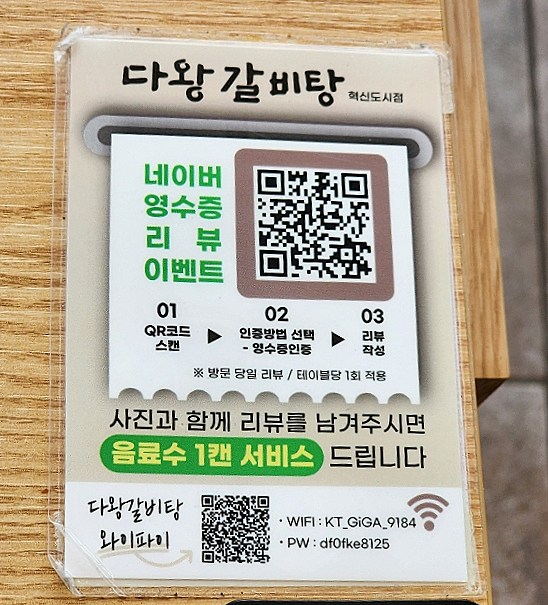 다왕갈비탕 혁신도시점
네이버
영수증
리 뷰
이벤트
01
QR코드
스캔
▶
02
인증방법 선택
- 영수증인증
▶
03
리뷰
작성
※ 방문 당일 리뷰 / 테이블당 1회 적용
사진과 함께 리뷰를 남겨주시면
음료수 1캔 서비스 드립니다
다왕갈비탕
와이파이
· WIFI : KT_GiGA_9184
· PW : df0fke8125